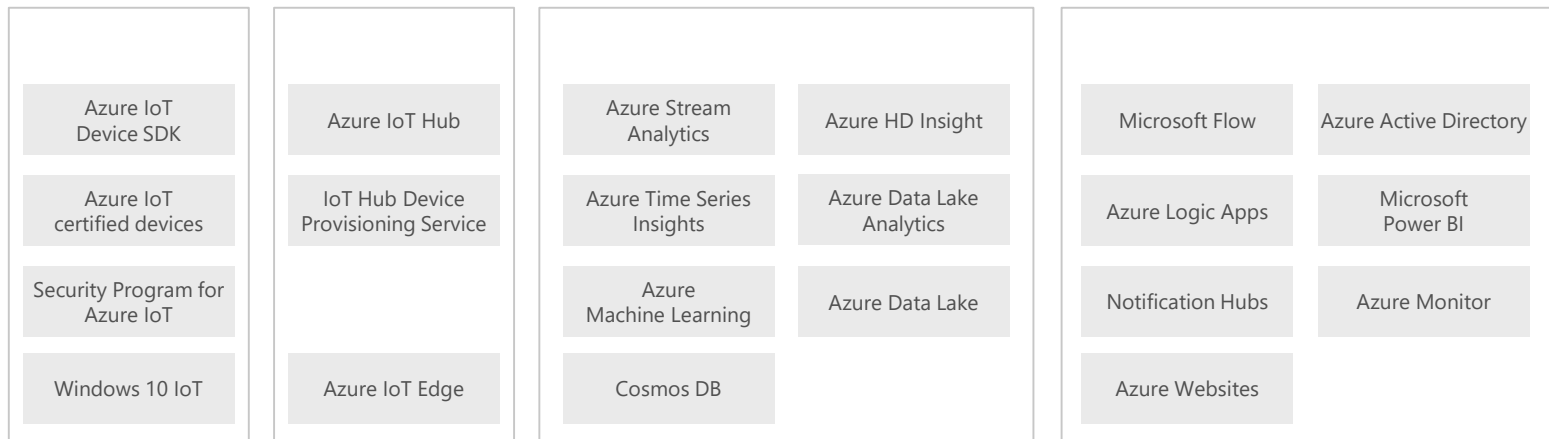 Azure IoT
Device SDK
Azure IoT
certified devices
Security Program for
Azure IoT
Windows 10 IoT
Azure IoT Hub
IoT Hub Device
Provisioning Service
Azure IoT Edge
Azure Stream
Analytics
Azure HD Insight
Azure Time Series
Insights
Azure Data Lake
Analytics
Azure
Machine Learning
Azure Data Lake
Cosmos DB
Microsoft Flow
Azure Active Directory
Azure Logic Apps
Microsoft
Power BI
Notification Hubs
Azure Monitor
Azure Websites